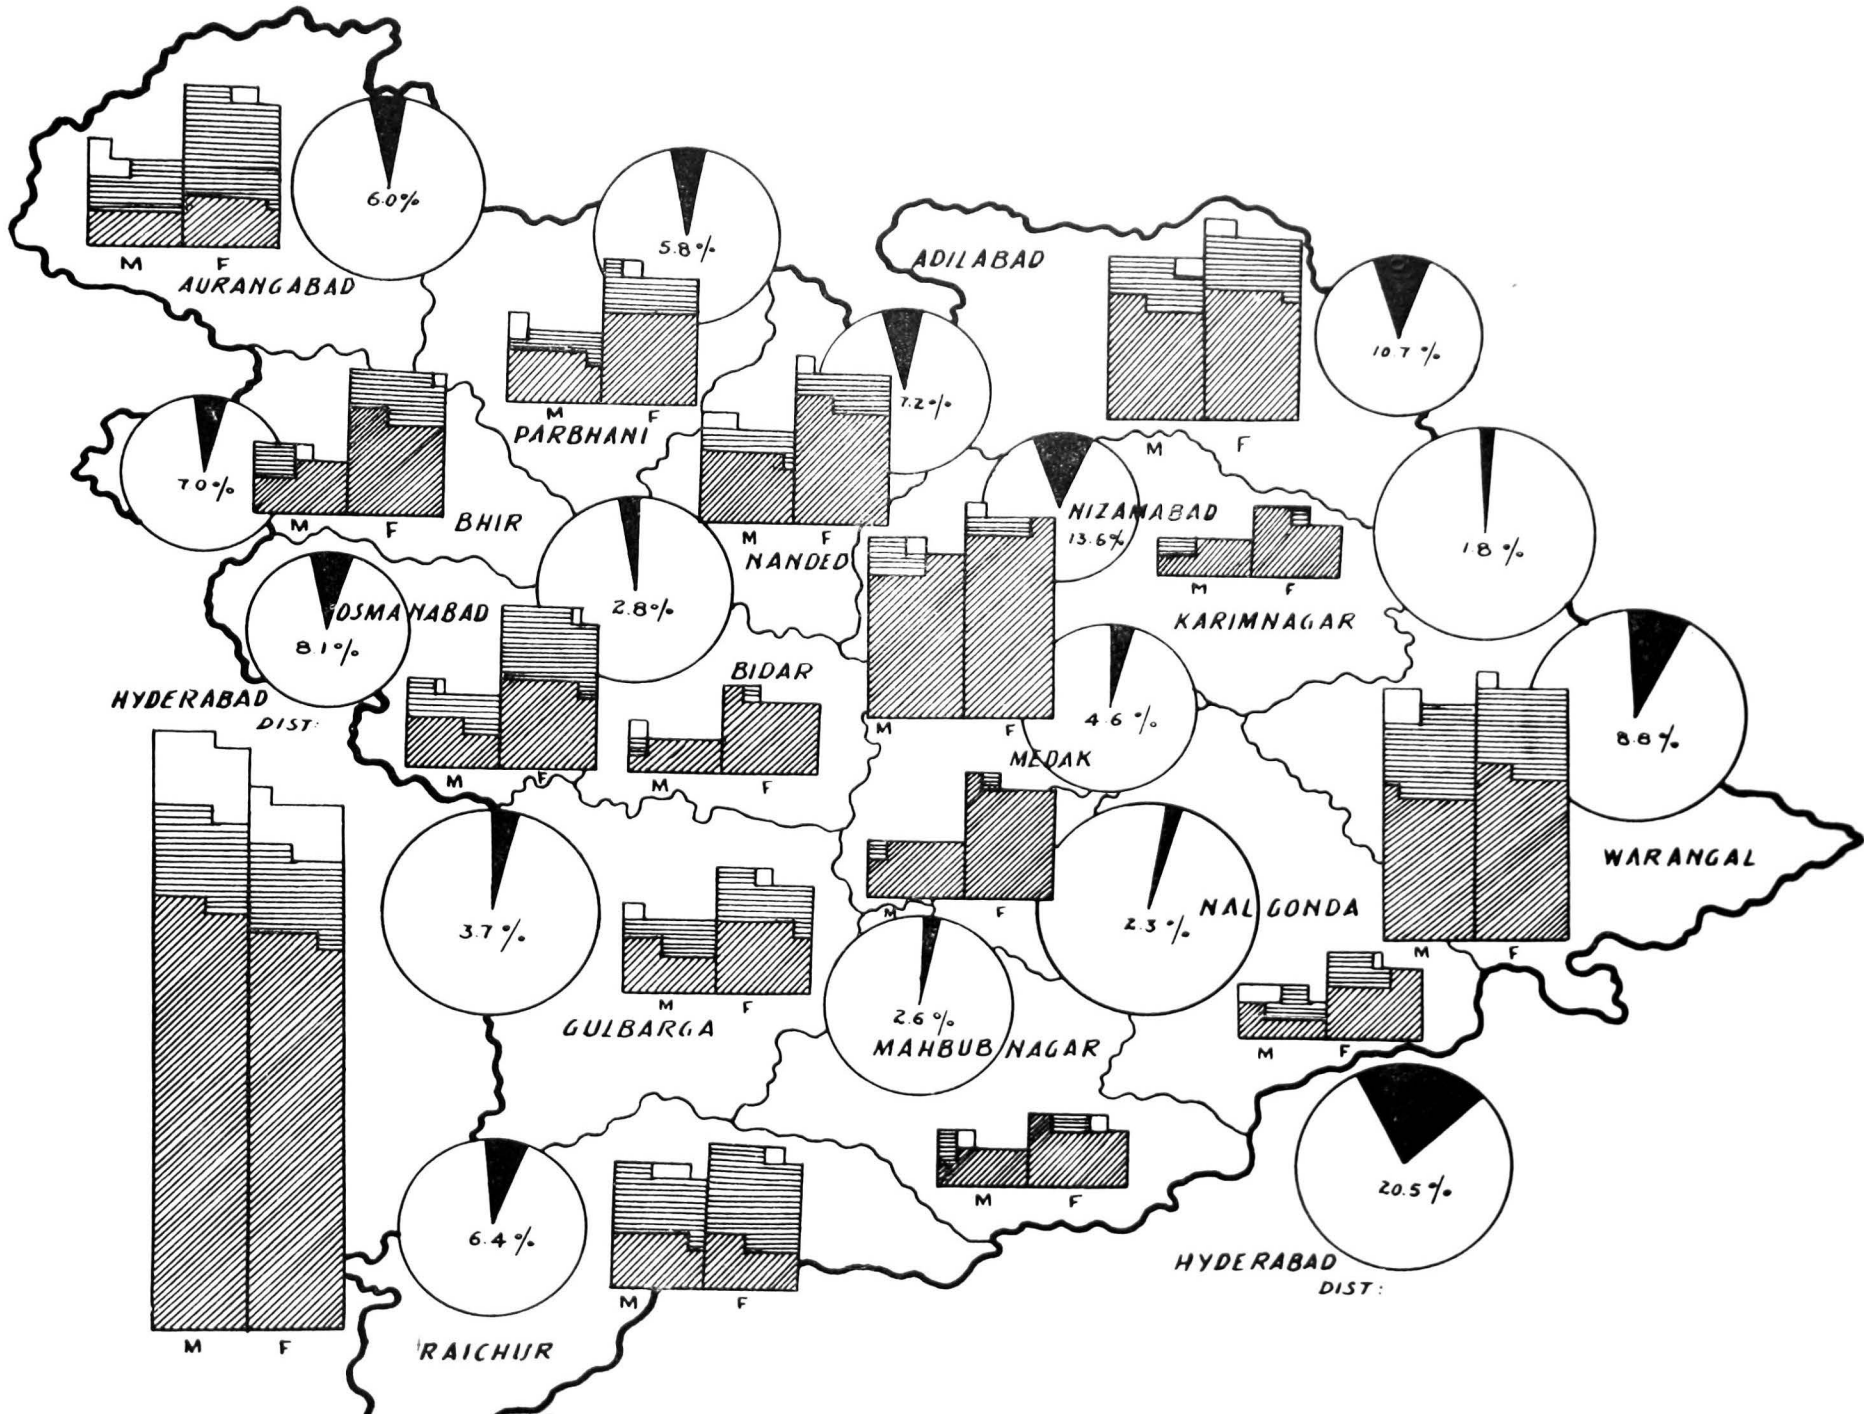 6.0%
M F
AURANGABAD
5.8%
M F
PARBHANI
ADILABAD
10.7%
M F
7.0%
M F
BHIR
7.2%
M F
NANDED
NIZAMABAD
13.6%
M F
M F
KARIMNAGAR
1.8%
OSMANABAD
8.1%
M F
2.8%
BIDAR
M F
HYDERABAD
DIST:
M F
4.6%
MEDAK
M F
8.8%
WARANGAL
M F
3.7%
M F
GULBARGA
2.3%
NALGONDA
M F
2.6%
MAHBUBNAGAR
M F
6.4%
M F
RAICHUR
20.5%
HYDERABAD
DIST: